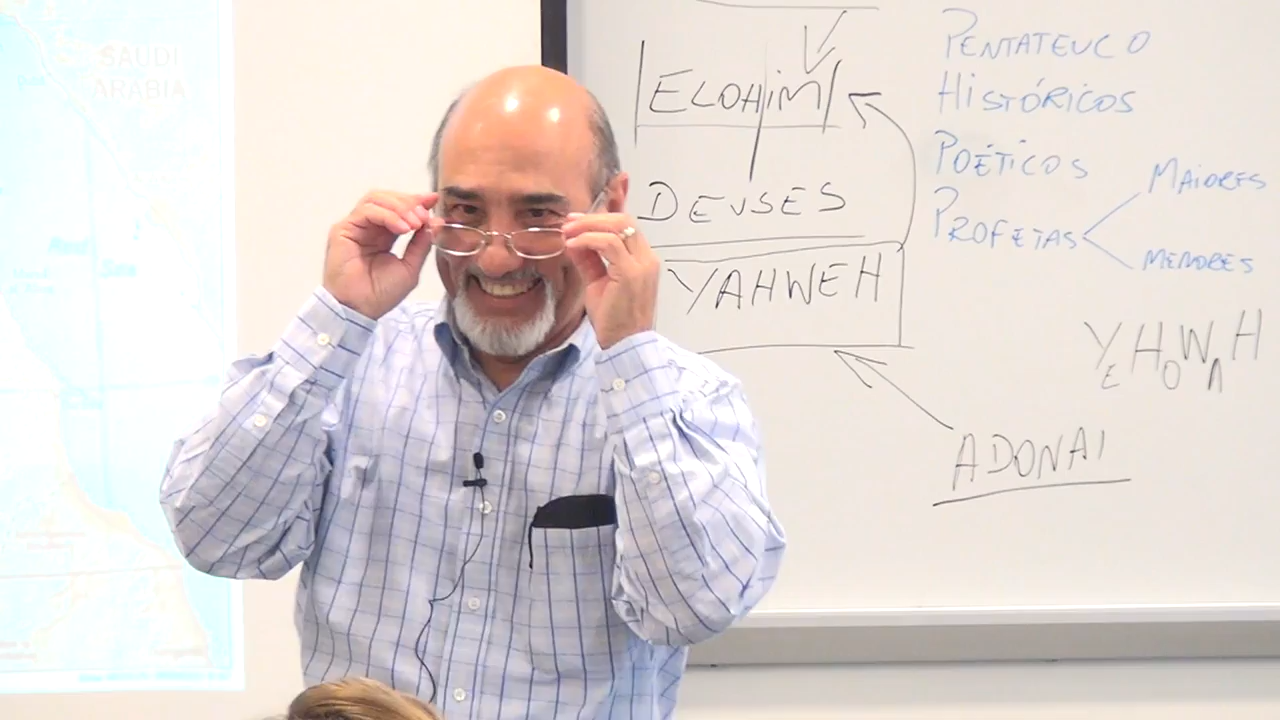 SAUDI
ARABIA
ELOHIM
DEUSES
YAHWEH
PENTATEUCO
HISTÓRICOS
POÉTICOS
PROFETAS
MAIORES
MENORES
YEHOWAH
ADONAI